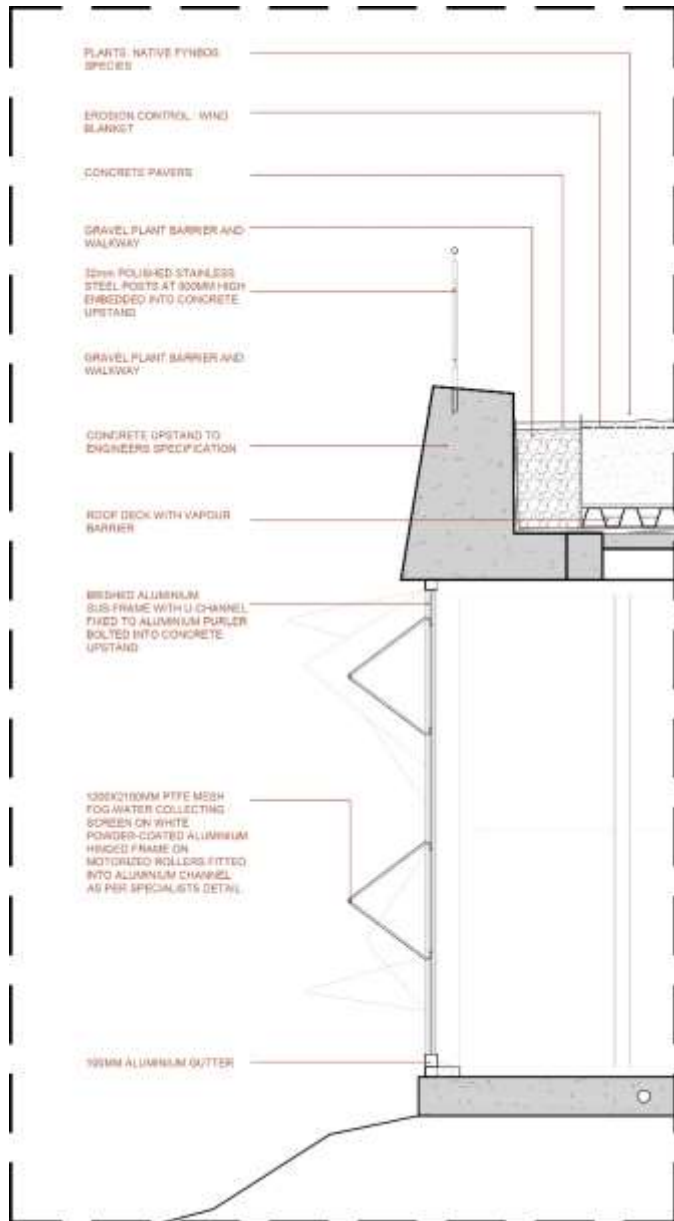 PLANTS: NATIVE FYNBOS
SPECIES
EROSION CONTROL: WIND
BLANKET
CONCRETE PAVERS
GRAVEL PLANT BARRIER AND
WALKWAY
32mm POLISHED STAINLESS
STEEL POSTS AT 900MM HIGH
EMBEDDED INTO CONCRETE
UPSTAND
GRAVEL PLANT BARRIER AND
WALKWAY
CONCRETE UPSTAND TO
ENGINEERS SPECIFICATION
ROOF DECK WITH VAPOUR
BARRIER
ALUMINIUM
SUB-FRAME WITH U-CHANNEL
FIXED TO ALUMINIUM PURLER
BOLTED INTO CONCRETE
UPSTAND
1200X2100MM PTFE MESH
FOG-WATER COLLECTING
SCREEN ON WHITE
POWDER-COATED ALUMINIUM
HINGED FRAME ON
MOTORIZED ROLLERS FITTED
INTO ALUMINIUM CHANNEL
AS PER SPECIALISTS DETAIL
100MM ALUMINIUM GUTTER